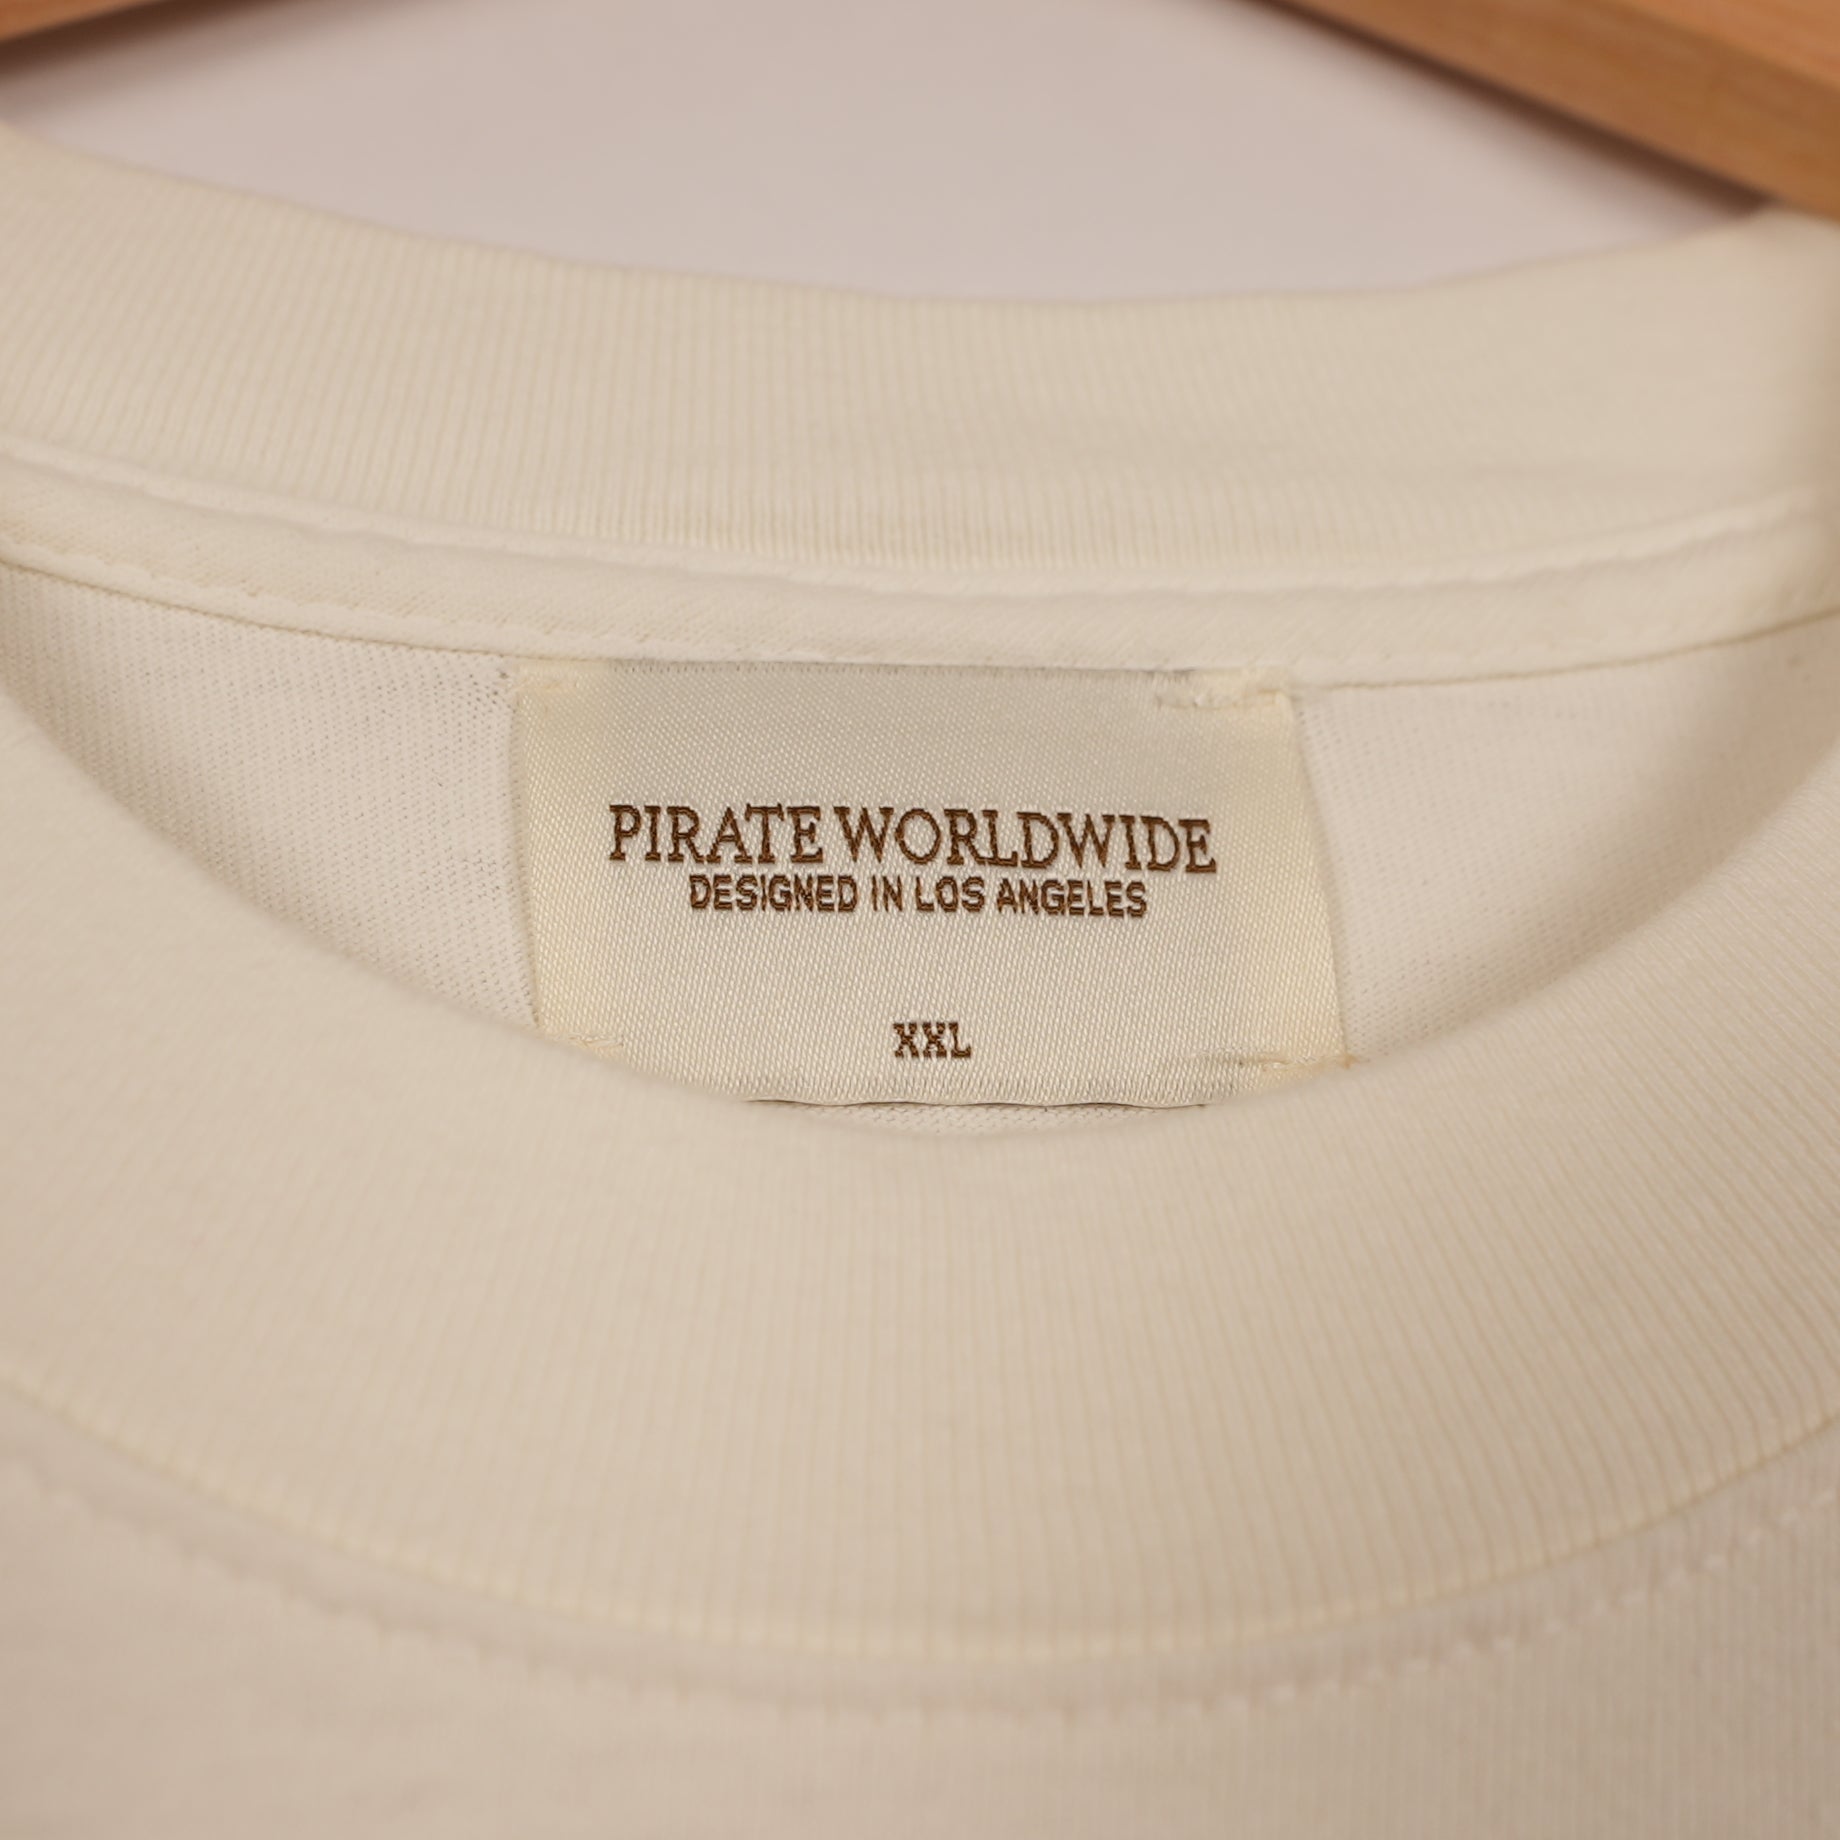 PIRATE WORLDWIDE
DESIGNED IN LOS ANGELES
XXL